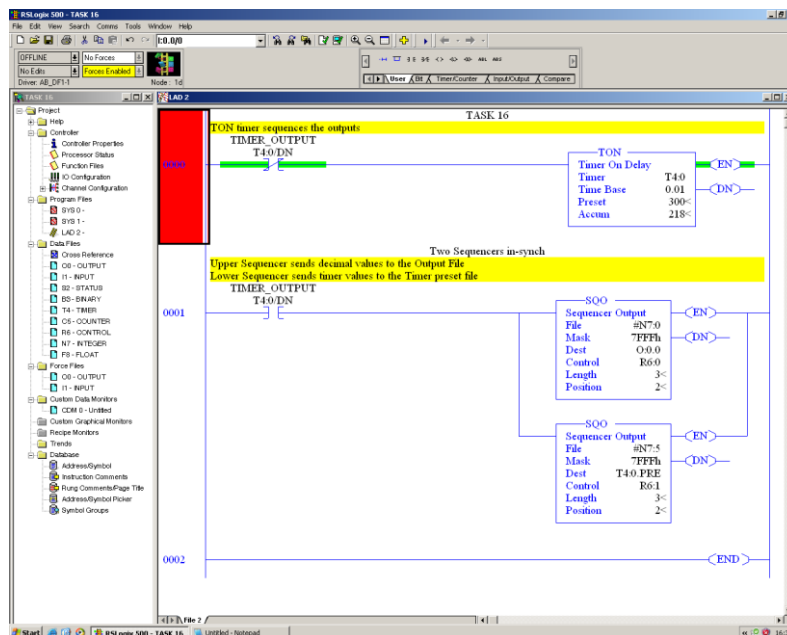 RSLogix 500 - TASK 16
File Edit View Search Comms Tools Window Help
I:0.0/0
OFFLINE No Forces
No Edits Forces Enabled
Driver: AB_DF1-1 Node: 1d
User Bit Timer/Counter Input/Output Compare
TASK 16
Project
Help
Controller
Controller Properties
Processor Status
Function Files
IO Configuration
Channel Configuration
Program Files
SYS 0 -
SYS 1 -
LAD 2 -
Data Files
Cross Reference
O0 - OUTPUT
I1 - INPUT
S2 - STATUS
B3 - BINARY
T4 - TIMER
C5 - COUNTER
R6 - CONTROL
N7 - INTEGER
F8 - FLOAT
Force Files
O0 - OUTPUT
I1 - INPUT
Custom Data Monitors
CDM 0 - Untitled
Custom Graphical Monitors
Recipe Monitors
Trends
Database
Address/Symbol
Instruction Comments
Rung Comments/Page Title
Address/Symbol Picker
Symbol Groups
LAD 2
TASK 16
TON timer sequences the outputs
TIMER_OUTPUT
T4:0/DN
0000
TON
Timer On Delay
Timer T4:0
Time Base 0.01
Preset 300<
Accum 218<
EN
DN
Two Sequencers in-synch
Upper Sequencer sends decimal values to the Output File
Lower Sequencer sends timer values to the Timer preset file
TIMER_OUTPUT
T4:0/DN
0001
SQO
Sequencer Output
File #N7:0
Mask 7FFFh
Dest O:0.0
Control R6:0
Length 3<
Position 2<
EN
DN
SQO
Sequencer Output
File #N7:5
Mask 7FFFh
Dest T4:0.PRE
Control R6:1
Length 3<
Position 2<
EN
DN
0002
END
File 2
Start RSLogix 500 - TASK 16 Untitled - Notepad